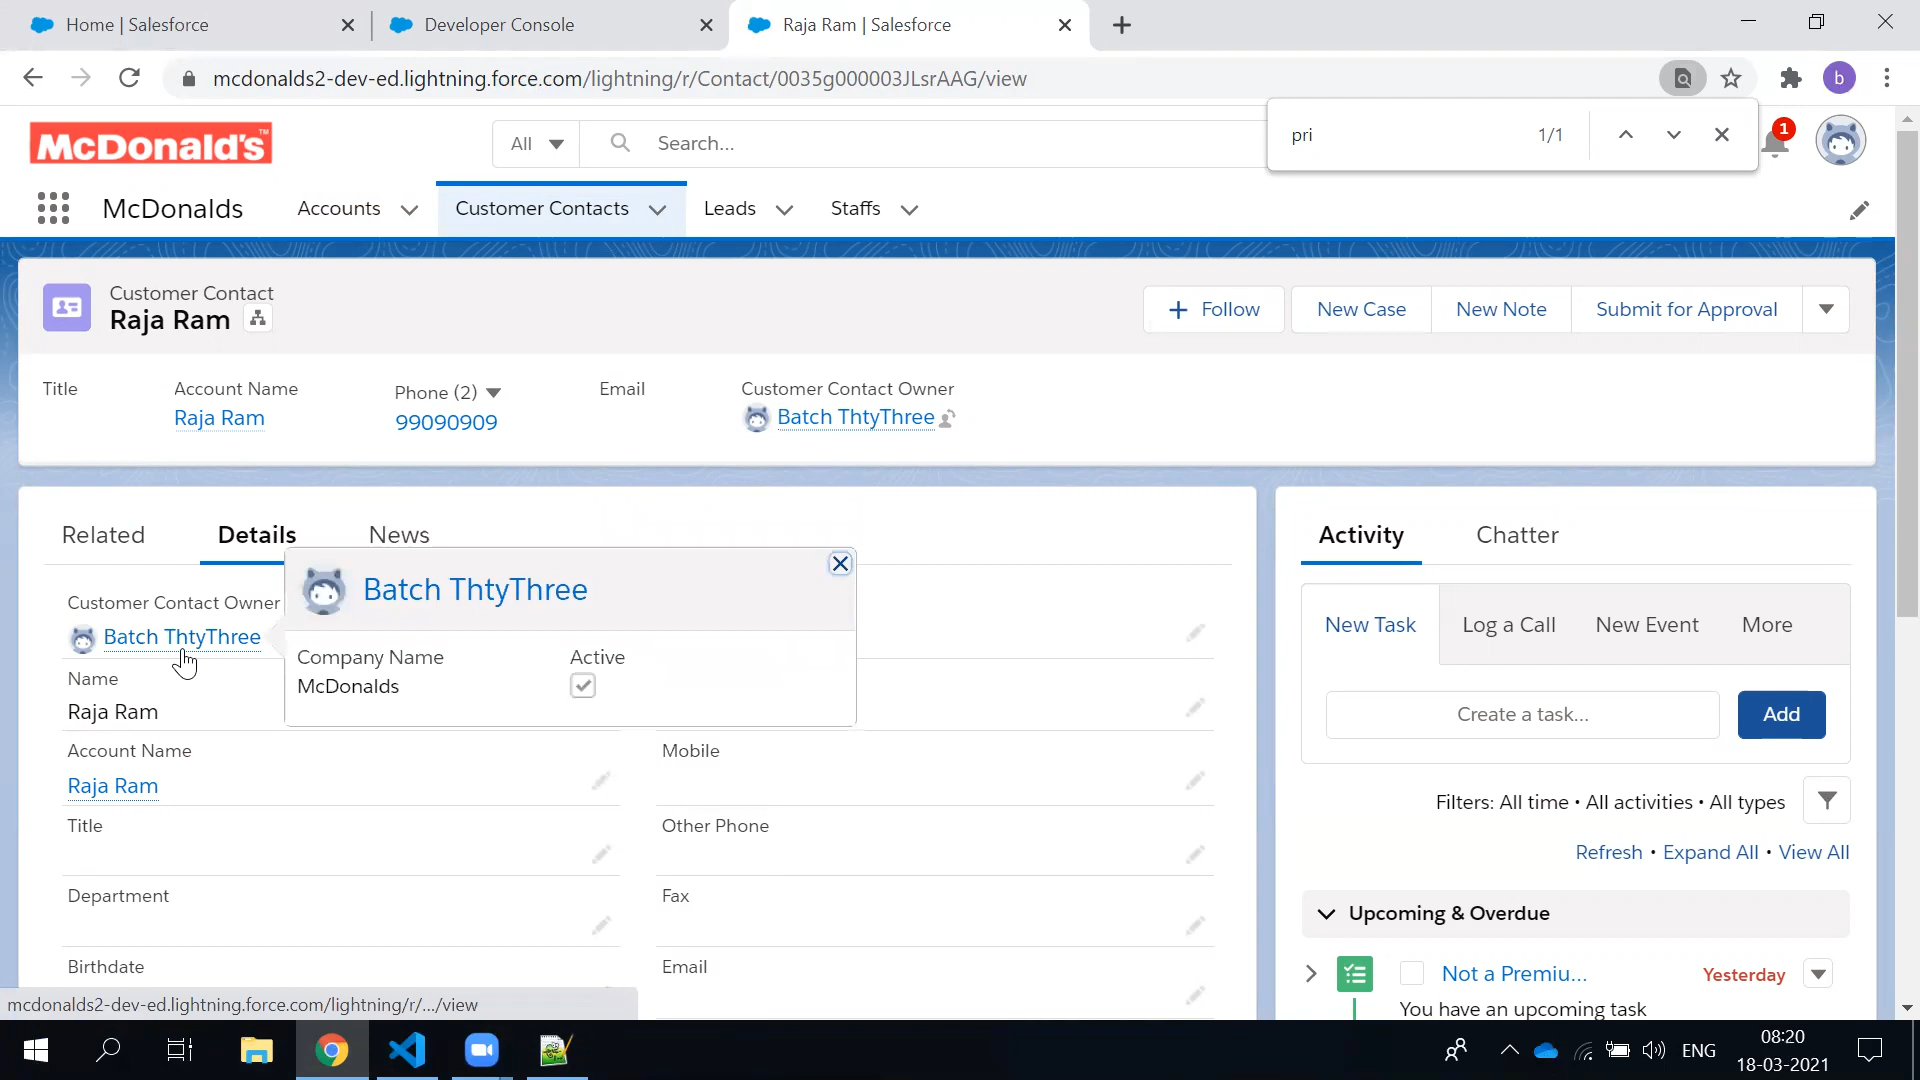 Home | Salesforce
Developer Console
Raja Ram | Salesforce
mcdonalds2-dev-ed.lightning.force.com/lightning/r/Contact/0035g000003JLsrAAG/view
b
pri
1/1
McDonald's™
All
Search...
1
McDonalds
Accounts
Customer Contacts
Leads
Staffs
Customer Contact
Raja Ram
Follow
New Case
New Note
Submit for Approval
Title
Account Name
Phone (2)
Email
Customer Contact Owner
Raja Ram
99090909
Batch ThtyThree
Related
Details
News
Batch ThtyThree
Company Name
Active
McDonalds
Customer Contact Owner
Batch ThtyThree
Name
Raja Ram
Account Name
Mobile
Raja Ram
Title
Other Phone
Department
Fax
Birthdate
Email
Activity
Chatter
New Task
Log a Call
New Event
More
Create a task...
Add
Filters: All time • All activities • All types
Refresh • Expand All • View All
Upcoming & Overdue
Not a Premiu...
Yesterday
You have an upcoming task
mcdonalds2-dev-ed.lightning.force.com/lightning/r/.../view
ENG
08:20
18-03-2021